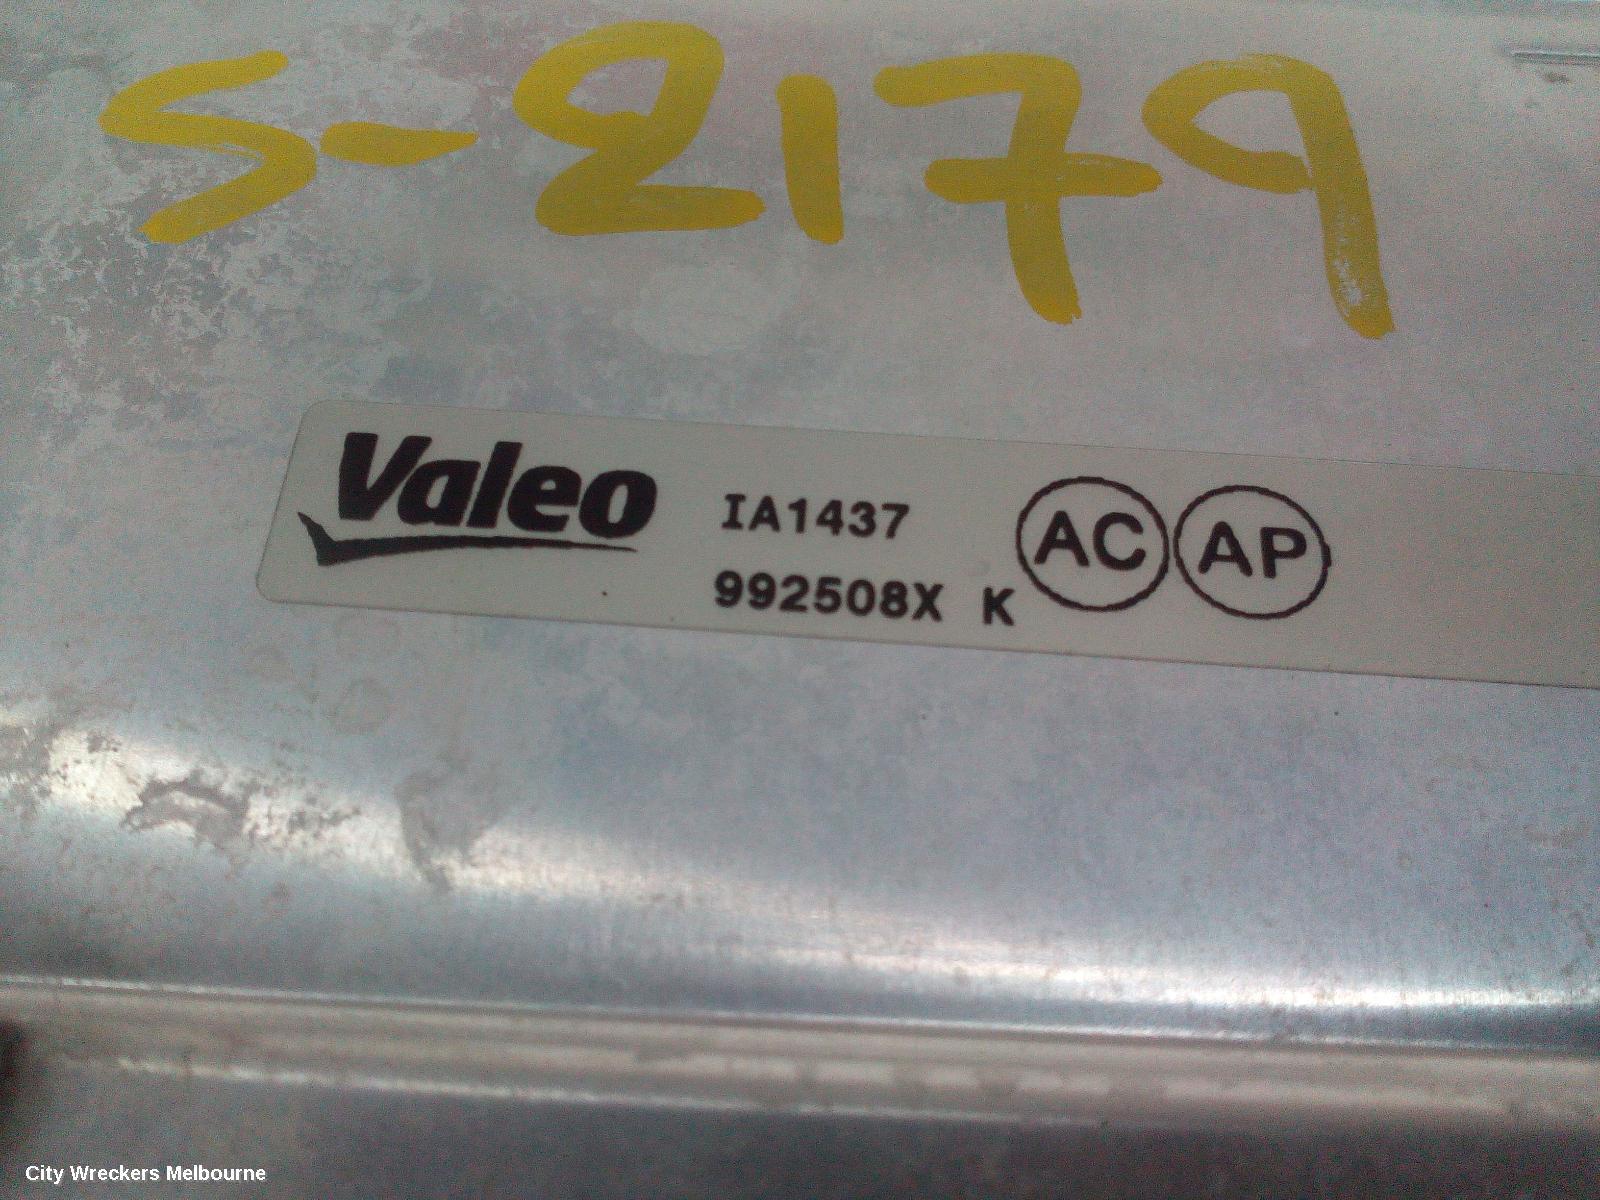 S-2179
Valeo
IA1437
992508X K
AC AP
City Wreckers Melbourne